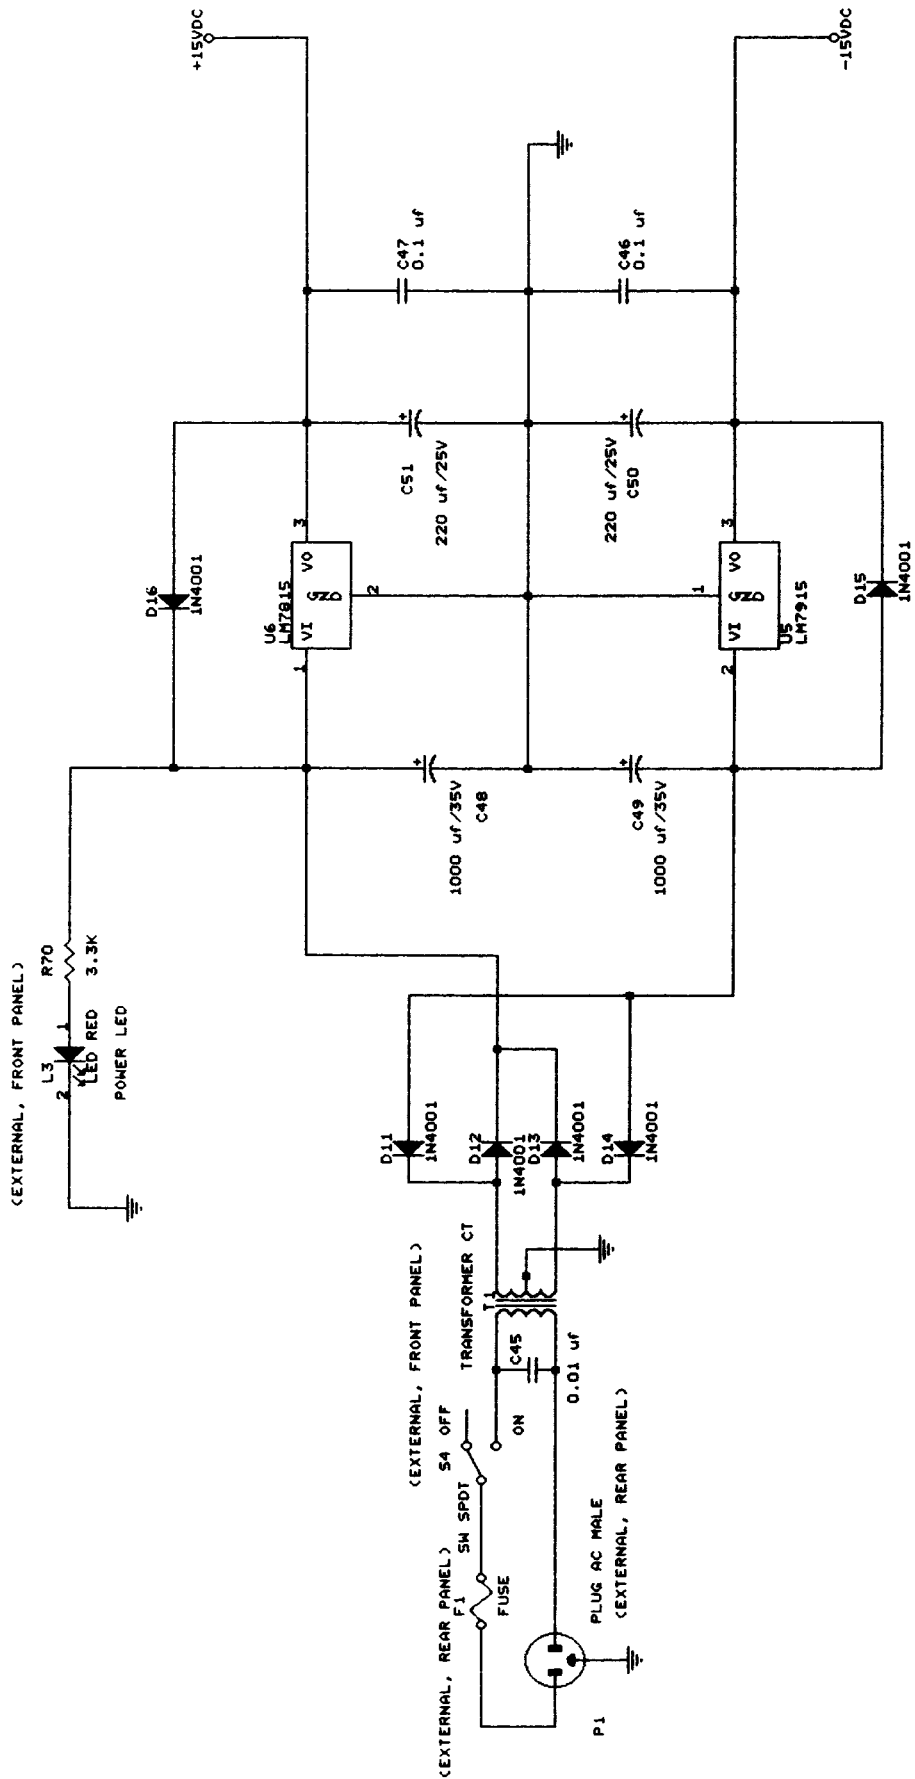 (EXTERNAL, FRONT PANEL)
L3
2
1
LED RED
POWER LED
R70
3.3K
D16
1N4001
+15VDC
U6
LM7815
VI
VO
GND
1
2
3
C51
220 uf/25V
C47
0.1 uf
1000 uf/35V
C48
220 uf/25V
C50
C46
0.1 uf
C49
1000 uf/35V
U5
LM7915
VI
VO
GND
1
2
3
D15
1N4001
-15VDC
D11
1N4001
D12
1N4001
D13
1N4001
D14
1N4001
(EXTERNAL, FRONT PANEL)
TRANSFORMER CT
T1
C45
0.01 uf
S4 OFF
ON
SW SPDT
(EXTERNAL, REAR PANEL)
F1
FUSE
PLUG AC MALE
(EXTERNAL, REAR PANEL)
P1